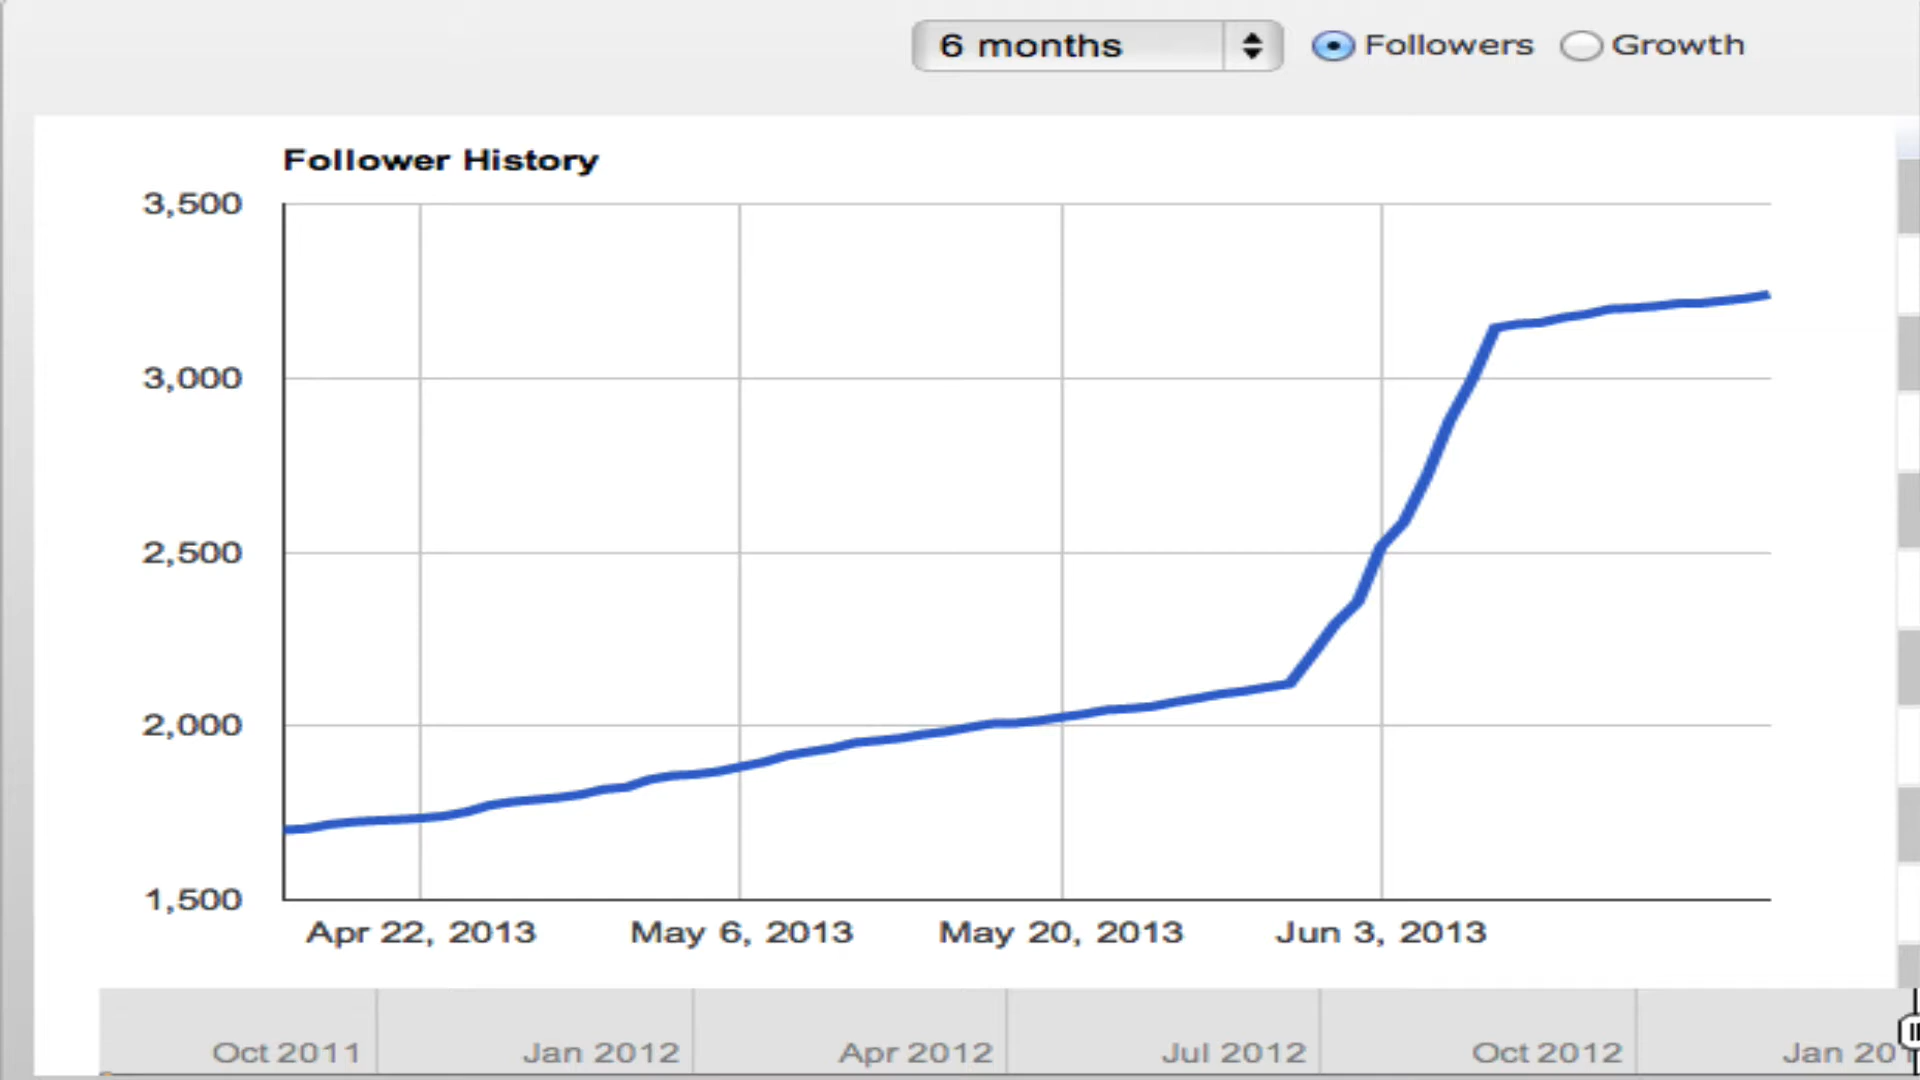 6 months Followers Growth
Follower History
3,500
3,000
2,500
2,000
1,500
Apr 22, 2013 May 6, 2013 May 20, 2013 Jun 3, 2013
Oct 2011 Jan 2012 Apr 2012 Jul 2012 Oct 2012 Jan 201